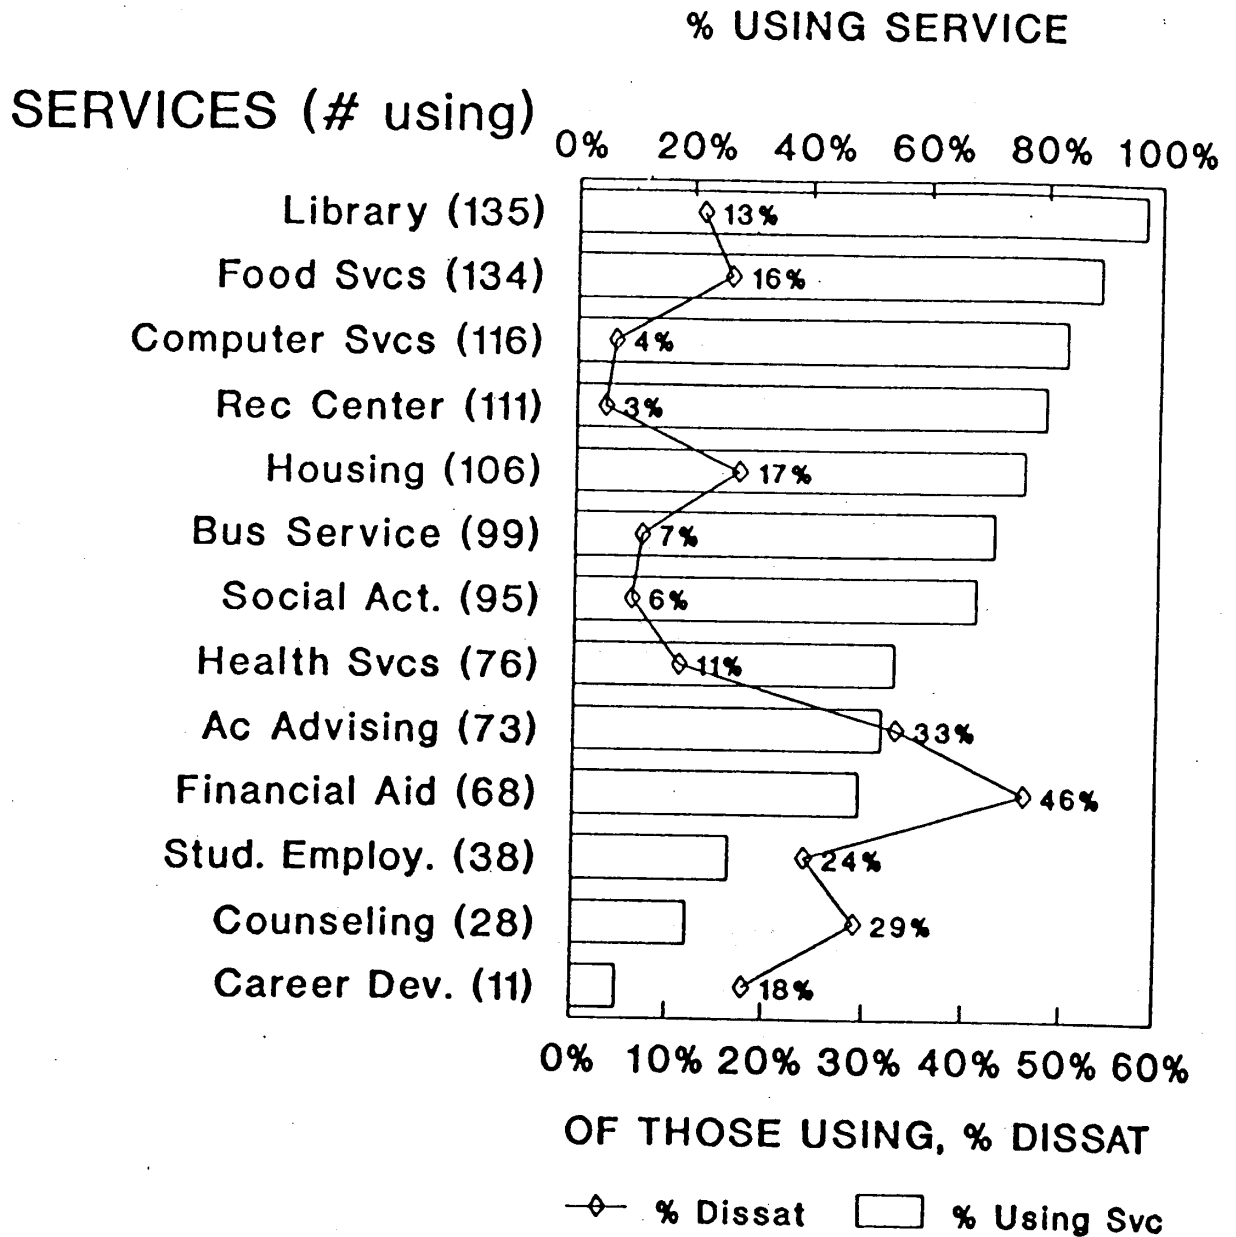 % USING SERVICE
SERVICES (# using)
0% 20% 40% 60% 80% 100%
Library (135) 13%
Food Svcs (134) 16%
Computer Svcs (116) 4%
Rec Center (111) 3%
Housing (106) 17%
Bus Service (99) 7%
Social Act. (95) 6%
Health Svcs (76) 11%
Ac Advising (73) 33%
Financial Aid (68) 46%
Stud. Employ. (38) 24%
Counseling (28) 29%
Career Dev. (11) 18%
0% 10% 20% 30% 40% 50% 60%
OF THOSE USING, % DISSAT
% Dissat % Using Svc